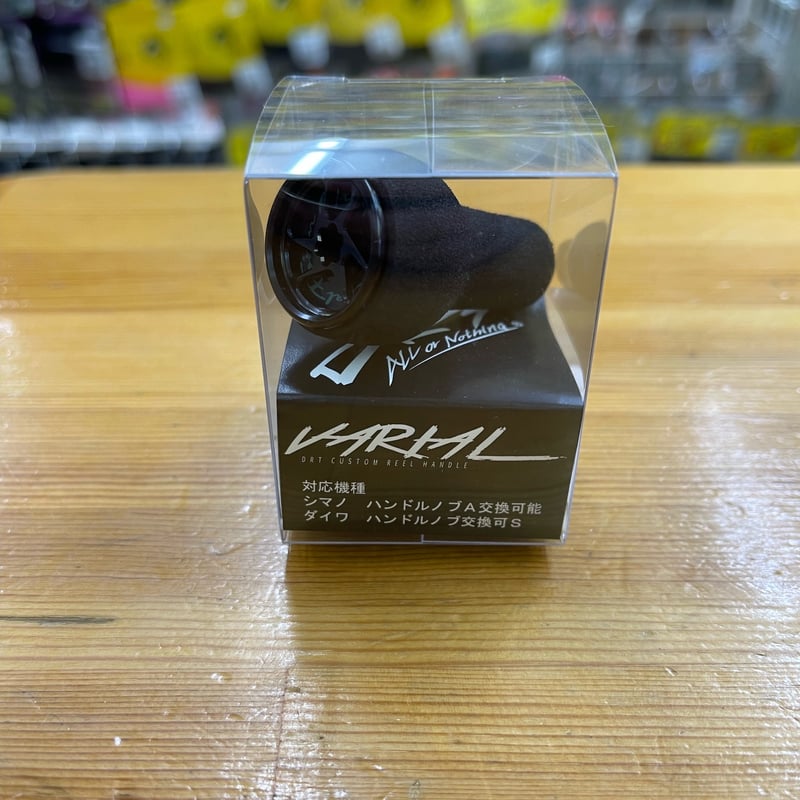 ALL or Nothing
VARIAL
DRT CUSTOM REEL HANDLE
対応機種
シマノ ハンドルノブA交換可能
ダイワ ハンドルノブ交換可S